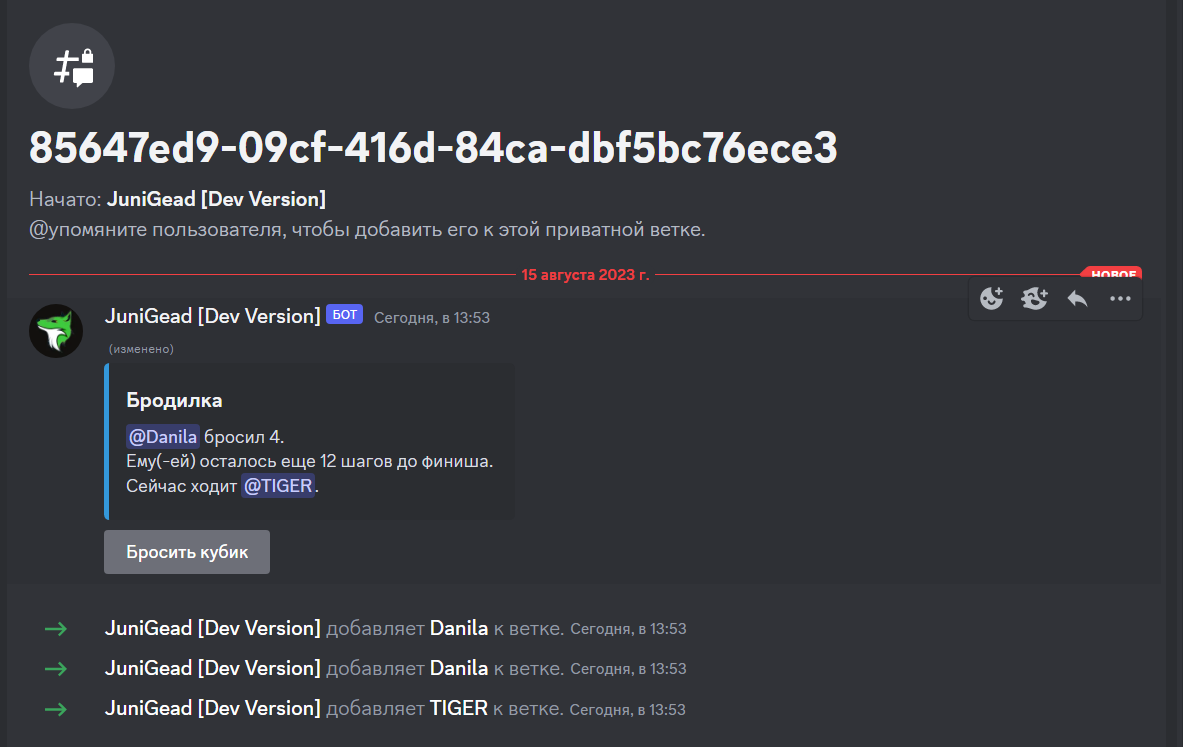 85647ed9-09cf-416d-84ca-dbf5bc76ece3
Начато: JuniGead [Dev Version]
@упомяните пользователя, чтобы добавить его к этой приватной ветке.
15 августа 2023 г. НОВОЕ
JuniGead [Dev Version] БОТ Сегодня, в 13:53
(изменено)
Бродилка
@Danila бросил 4.
Ему(-ей) осталось еще 12 шагов до финиша.
Сейчас ходит @TIGER.
Бросить кубик
JuniGead [Dev Version] добавляет Danila к ветке. Сегодня, в 13:53
JuniGead [Dev Version] добавляет Danila к ветке. Сегодня, в 13:53
JuniGead [Dev Version] добавляет TIGER к ветке. Сегодня, в 13:53